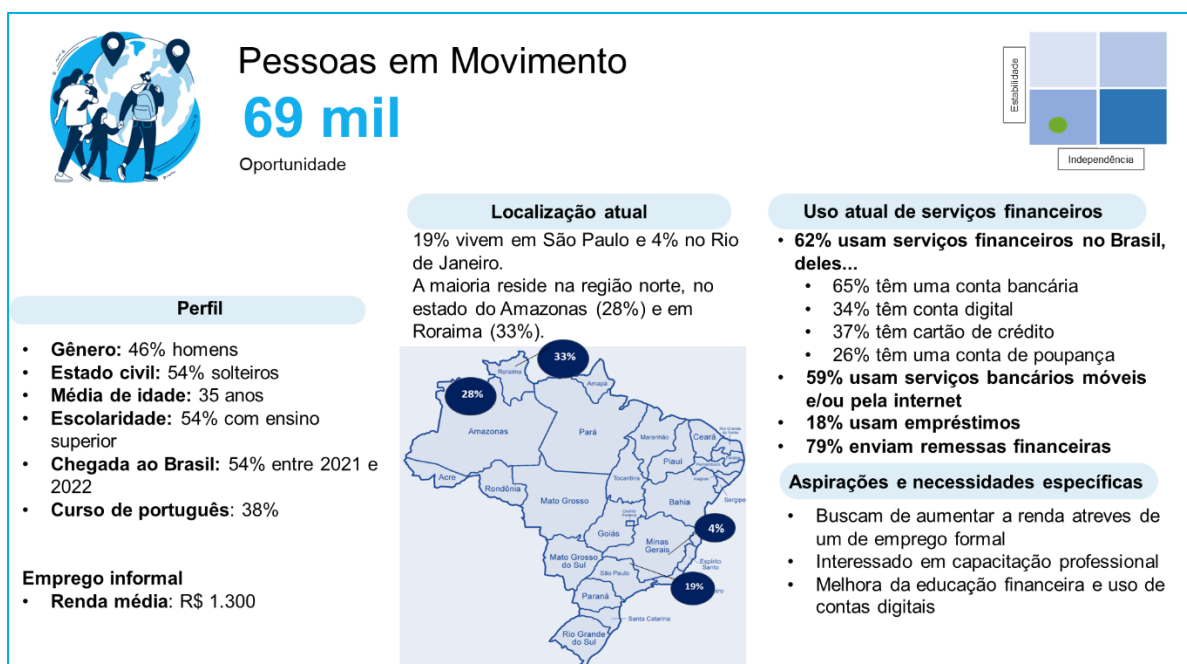 Pessoas em Movimento
69 mil
Oportunidade
Estabilidade
Independência
Perfil
• Gênero: 46% homens
• Estado civil: 54% solteiros
• Média de idade: 35 anos
• Escolaridade: 54% com ensino
superior
• Chegada ao Brasil: 54% entre 2021 e
2022
• Curso de português: 38%
Emprego informal
• Renda média: R$ 1.300
Localização atual
19% vivem em São Paulo e 4% no Rio
de Janeiro.
A maioria reside na região norte, no
estado do Amazonas (28%) e em
Roraima (33%).
33%
Roraima
Amapá
28%
Amazonas
Pará
Maranhão
Ceará
Rio Grande
do Norte
Piauí
Pernambuco
Alagoas
Sergipe
Acre
Rondônia
Tocantins
Mato Grosso
Bahia
Distrito
Federal
Goiás
4%
Minas
Gerais
Mato Grosso
do Sul
Espírito
Santo
São Paulo
19%
Paraná
Santa Catarina
Rio Grande
do Sul
Uso atual de serviços financeiros
• 62% usam serviços financeiros no Brasil,
deles...
• 65% têm uma conta bancária
• 34% têm conta digital
• 37% têm cartão de crédito
• 26% têm uma conta de poupança
• 59% usam serviços bancários móveis
e/ou pela internet
• 18% usam empréstimos
• 79% enviam remessas financeiras
Aspirações e necessidades específicas
• Buscam de aumentar a renda atreves de
um de emprego formal
• Interessado em capacitação professional
• Melhora da educação financeira e uso de
contas digitais